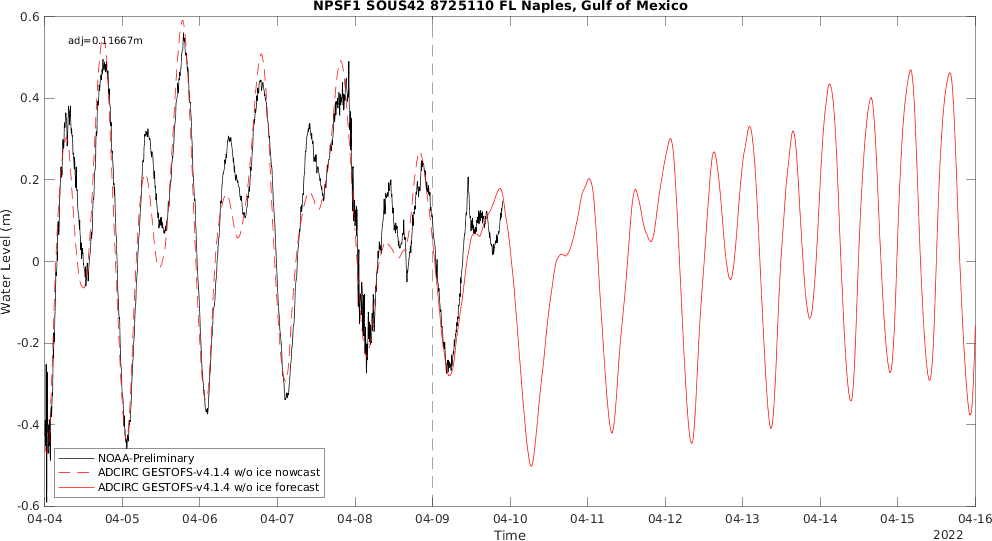 NPSF1 SOUS42 8725110 FL Naples, Gulf of Mexico
adj=0.11667m
0.6
0.4
0.2
0
-0.2
-0.4
-0.6
Water Level (m)
NOAA-Preliminary
ADCIRC GESTOFS-v4.1.4 w/o ice nowcast
ADCIRC GESTOFS-v4.1.4 w/o ice forecast
04-04 04-05 04-06 04-07 04-08 04-09 04-10 04-11 04-12 04-13 04-14 04-15 04-16
Time
2022